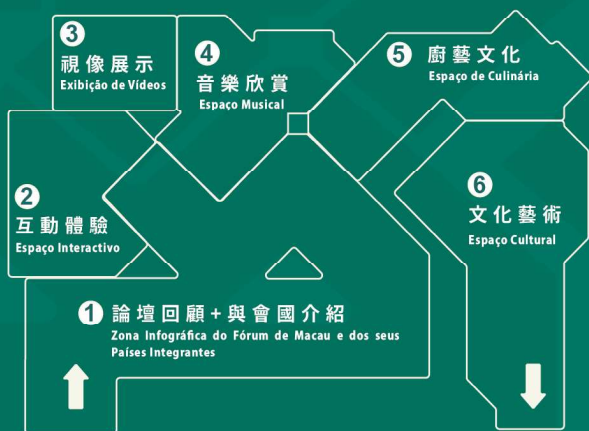 3
視像展示
Exibição de Vídeos
4
音樂欣賞
Espaço Musical
5 廚藝文化
Espaço de Culinária
2
互動體驗
Espaço Interactivo
6
文化藝術
Espaço Cultural
1 論壇回顧+與會國介紹
Zona Infográfica do Fórum de Macau e dos seus
Países Integrantes